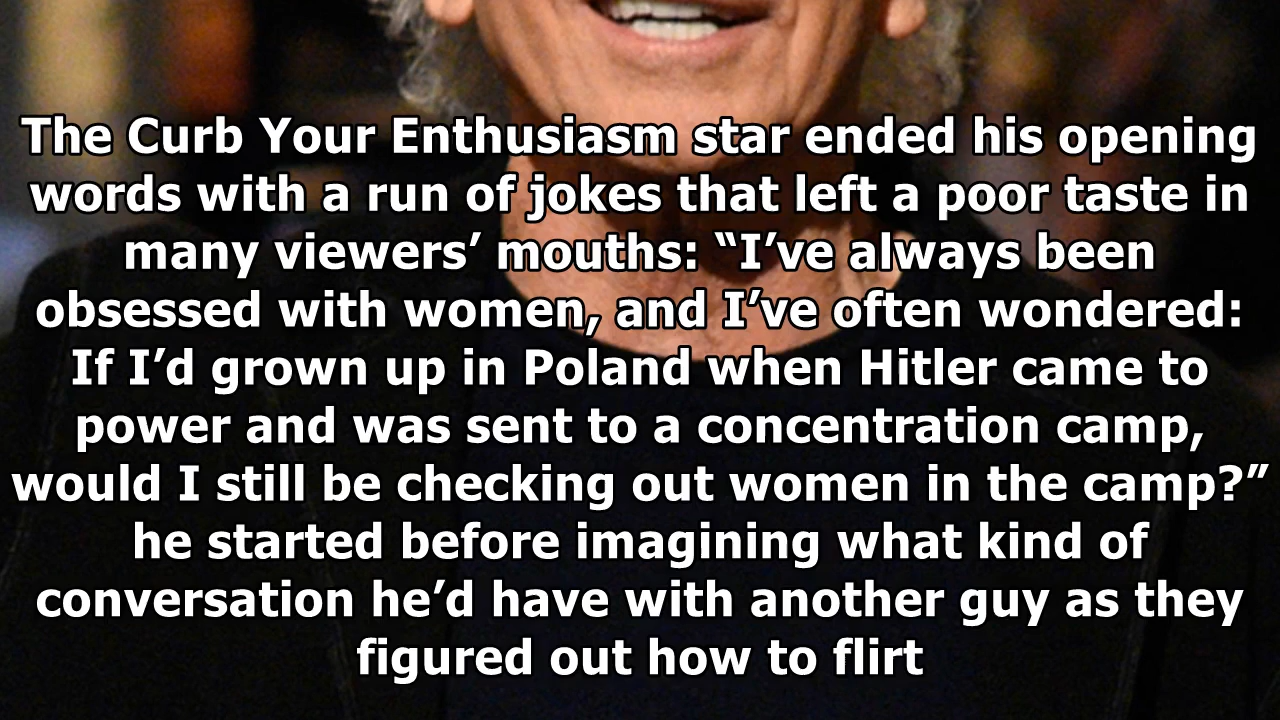 The Curb Your Enthusiasm star ended his opening
words with a run of jokes that left a poor taste in
many viewers’ mouths: “I’ve always been
obsessed with women, and I’ve often wondered:
If I’d grown up in Poland when Hitler came to
power and was sent to a concentration camp,
would I still be checking out women in the camp?”
he started before imagining what kind of
conversation he’d have with another guy as they
figured out how to flirt